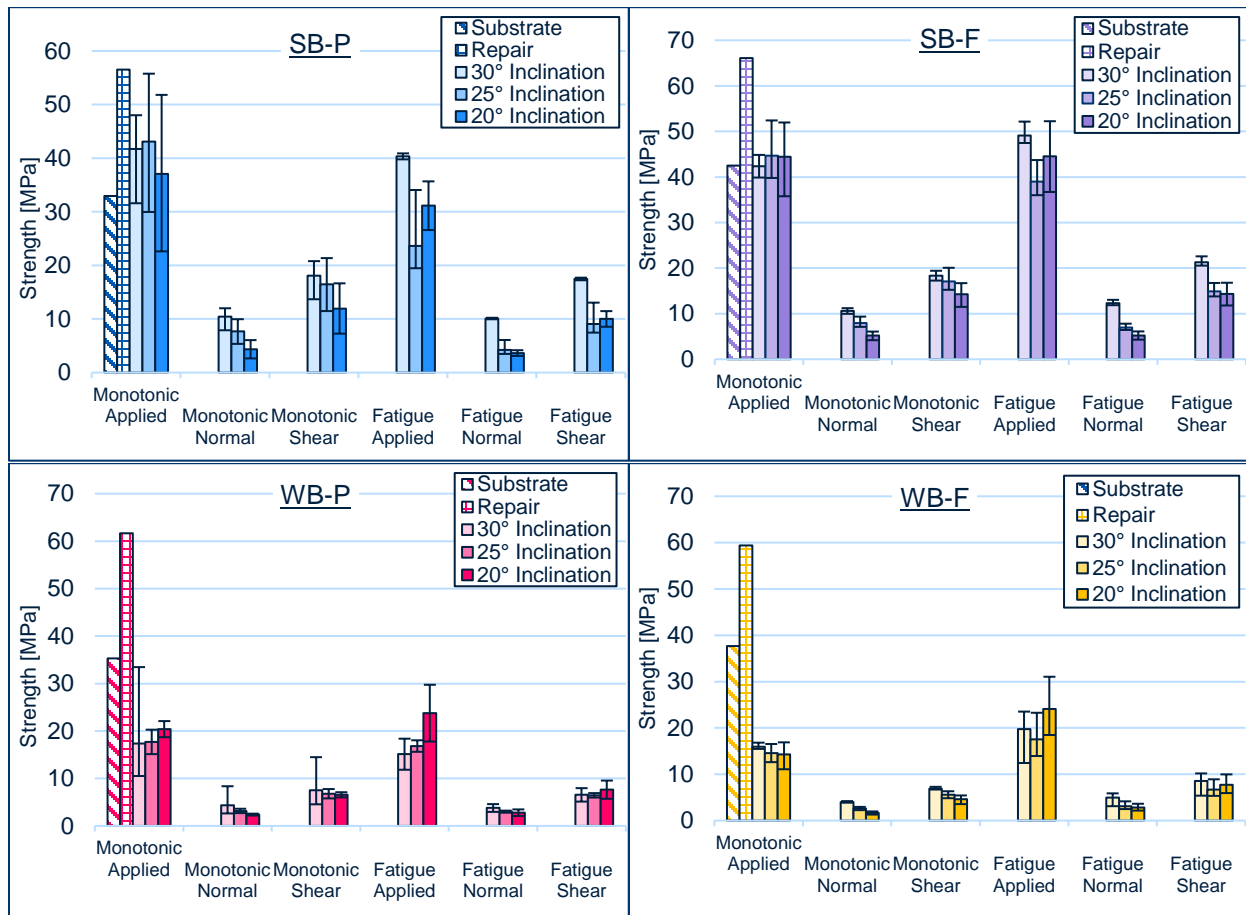 SB-P
Substrate
Repair
30° Inclination
25° Inclination
20° Inclination
Strength [MPa]
60
50
40
30
20
10
0
Monotonic
Applied
Monotonic
Normal
Monotonic
Shear
Fatigue
Applied
Fatigue
Normal
Fatigue
Shear
SB-F
Substrate
Repair
30° Inclination
25° Inclination
20° Inclination
Strength [MPa]
70
60
50
40
30
20
10
0
Monotonic
Applied
Monotonic
Normal
Monotonic
Shear
Fatigue
Applied
Fatigue
Normal
Fatigue
Shear
WB-P
Substrate
Repair
30° Inclination
25° Inclination
20° Inclination
Strength [MPa]
70
60
50
40
30
20
10
0
Monotonic
Applied
Monotonic
Normal
Monotonic
Shear
Fatigue
Applied
Fatigue
Normal
Fatigue
Shear
WB-F
Substrate
Repair
30° Inclination
25° Inclination
20° Inclination
Strength [MPa]
70
60
50
40
30
20
10
0
Monotonic
Applied
Monotonic
Normal
Monotonic
Shear
Fatigue
Applied
Fatigue
Normal
Fatigue
Shear